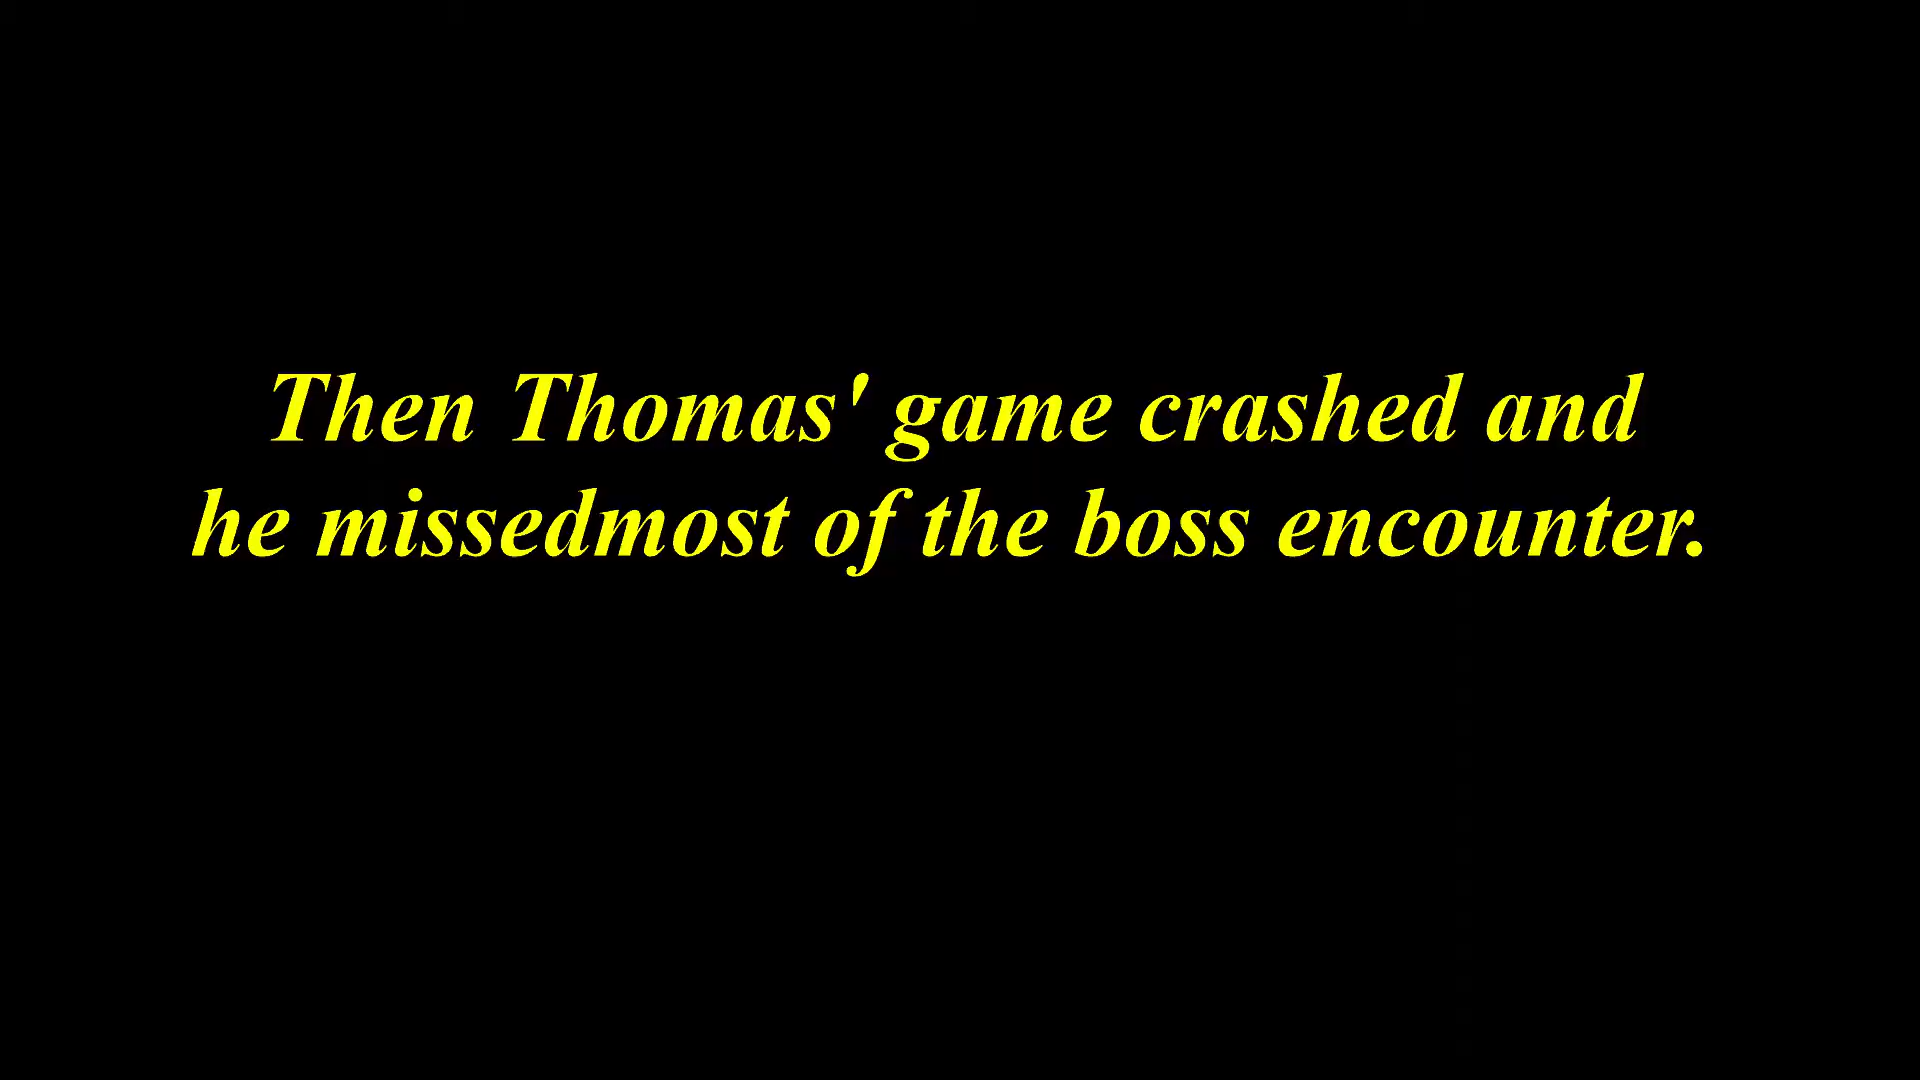 Then Thomas' game crashed and
he missedmost of the boss encounter.